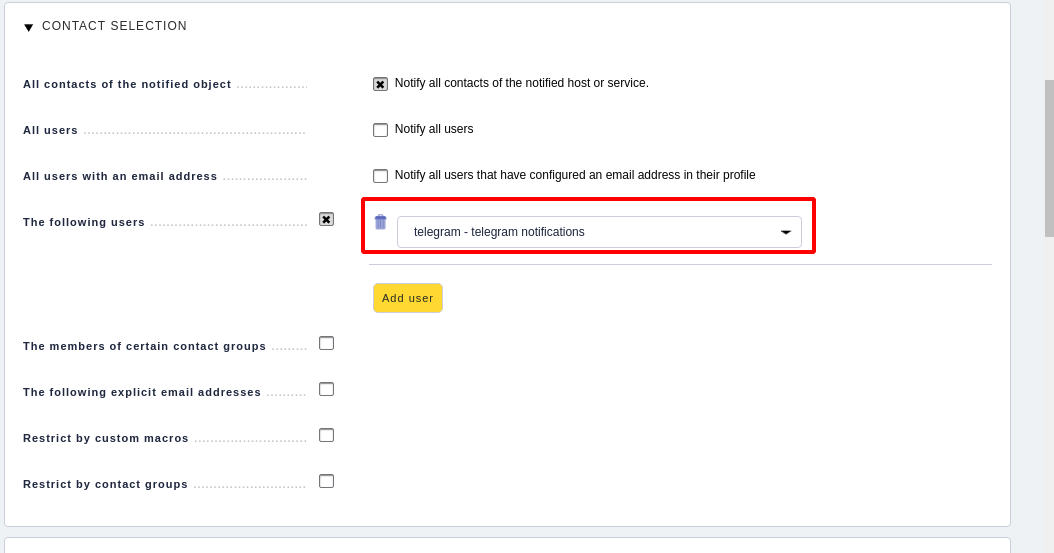 CONTACT SELECTION
All contacts of the notified object Notify all contacts of the notified host or service.
All users Notify all users
All users with an email address Notify all users that have configured an email address in their profile
The following users telegram - telegram notifications
Add user
The members of certain contact groups
The following explicit email addresses
Restrict by custom macros
Restrict by contact groups